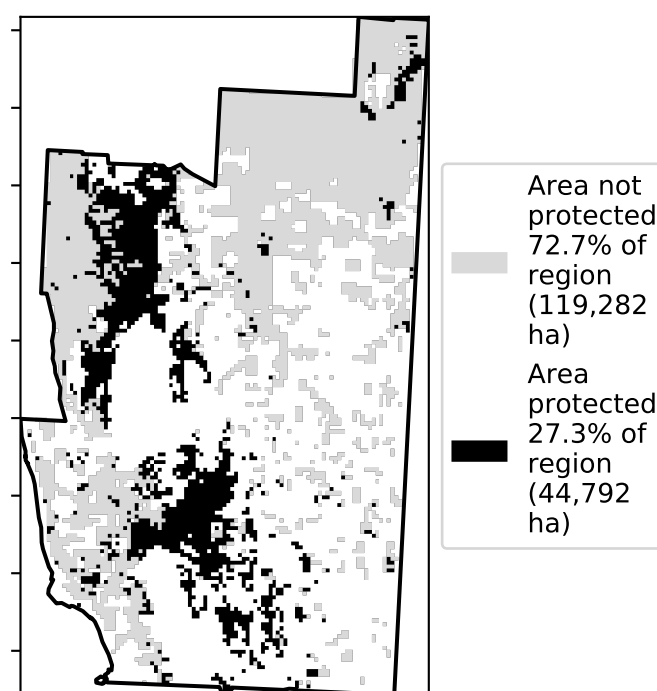 Area not
protected
72.7% of
region
(119,282
ha)
Area
protected
27.3% of
region
(44,792
ha)